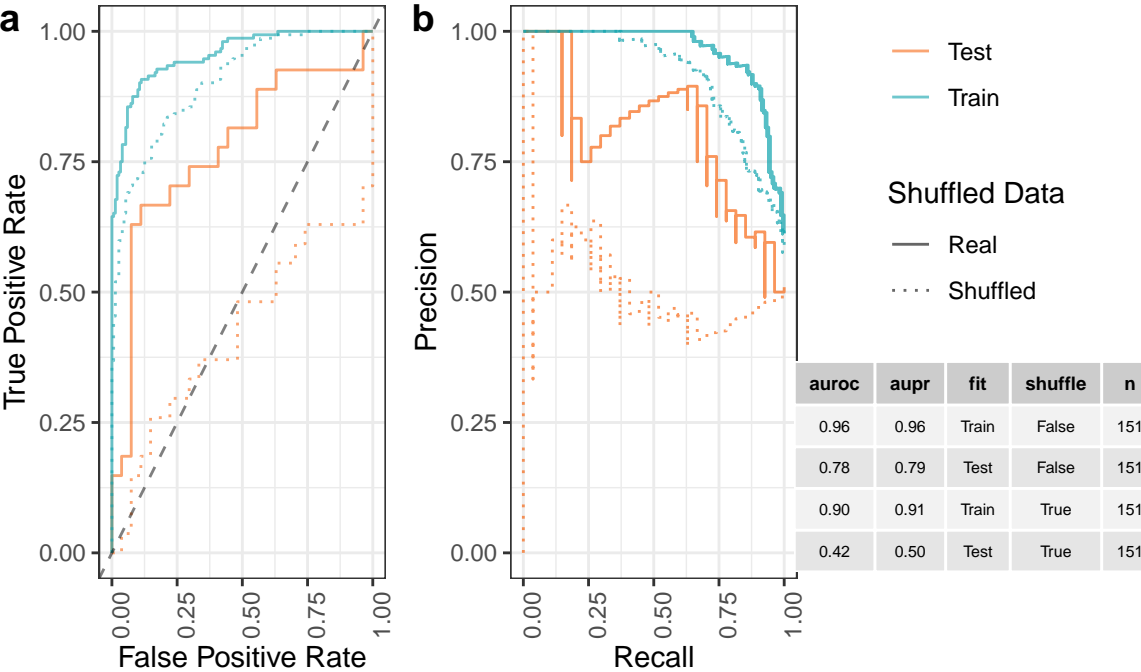 a
True Positive Rate
1.00
0.75
0.50
0.25
0.00
0.00 0.25 0.50 0.75 1.00
False Positive Rate
b
Precision
1.00
0.75
0.50
0.25
0.00
0.00 0.25 0.50 0.75 1.00
Recall
Test
Train
Shuffled Data
Real
Shuffled
auroc aupr fit shuffle n
0.96 0.96 Train False 151
0.78 0.79 Test False 151
0.90 0.91 Train True 151
0.42 0.50 Test True 151